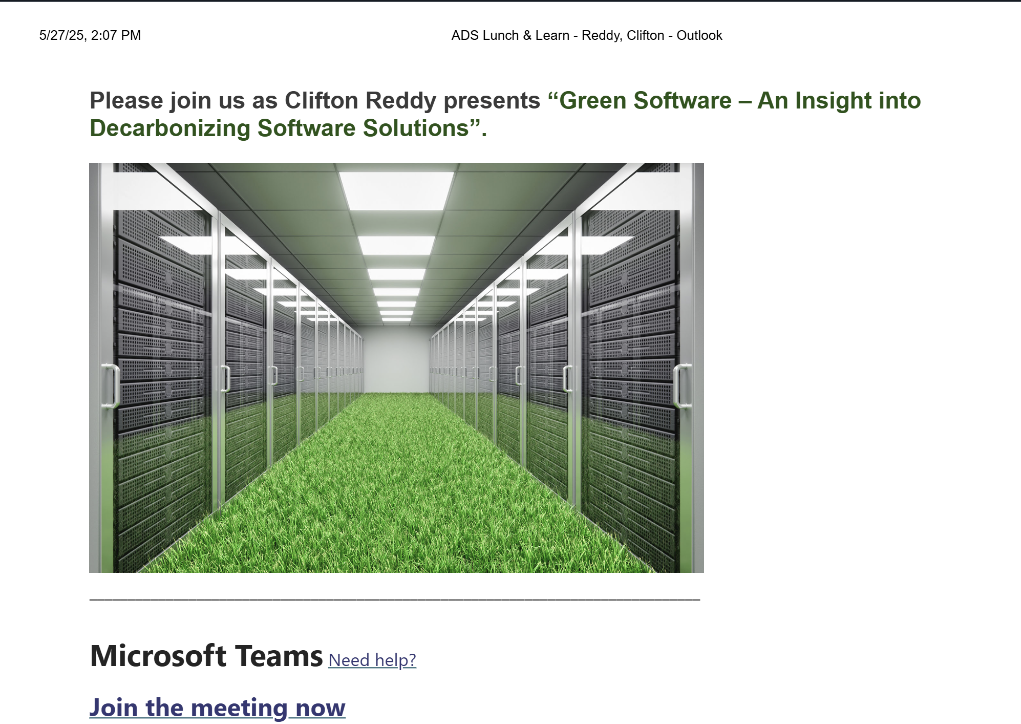 5/27/25, 2:07 PM ADS Lunch & Learn - Reddy, Clifton - Outlook
Please join us as Clifton Reddy presents “Green Software – An Insight into
Decarbonizing Software Solutions”.
Microsoft Teams Need help?
Join the meeting now